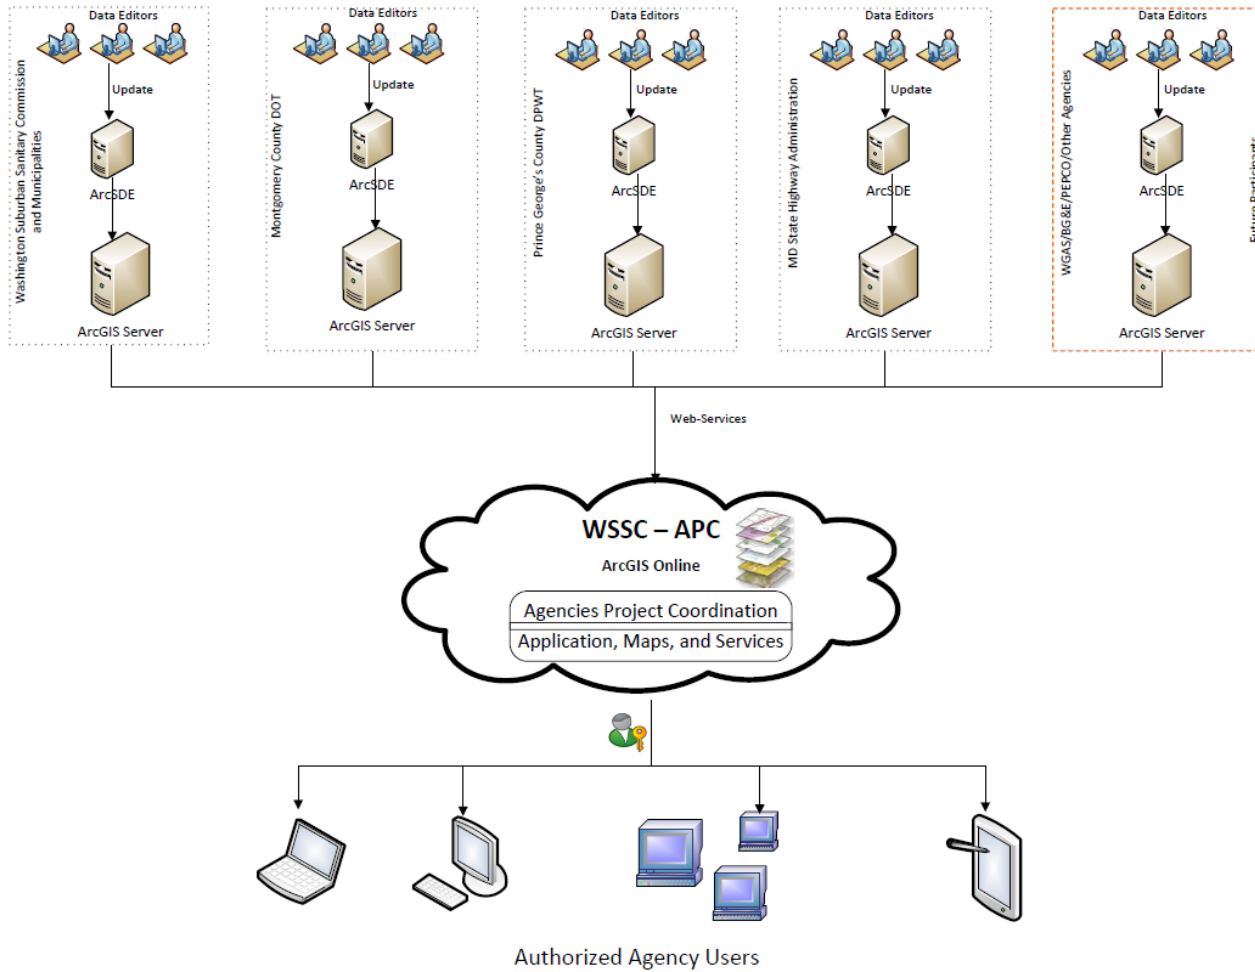 Data Editors
Data Editors
Data Editors
Data Editors
Data Editors
Update
Update
Update
Update
Update
Washington Suburban Sanitary Commission
and Municipalities
Montgomery County DOT
Prince George's County DPWT
MD State Highway Administration
WGAS/BG&E/PEPCO/Other Agencies
Future Participants
ArcSDE
ArcSDE
ArcSDE
ArcSDE
ArcSDE
ArcGIS Server
ArcGIS Server
ArcGIS Server
ArcGIS Server
ArcGIS Server
Web-Services
WSSC – APC
ArcGIS Online
Agencies Project Coordination
Application, Maps, and Services
Authorized Agency Users